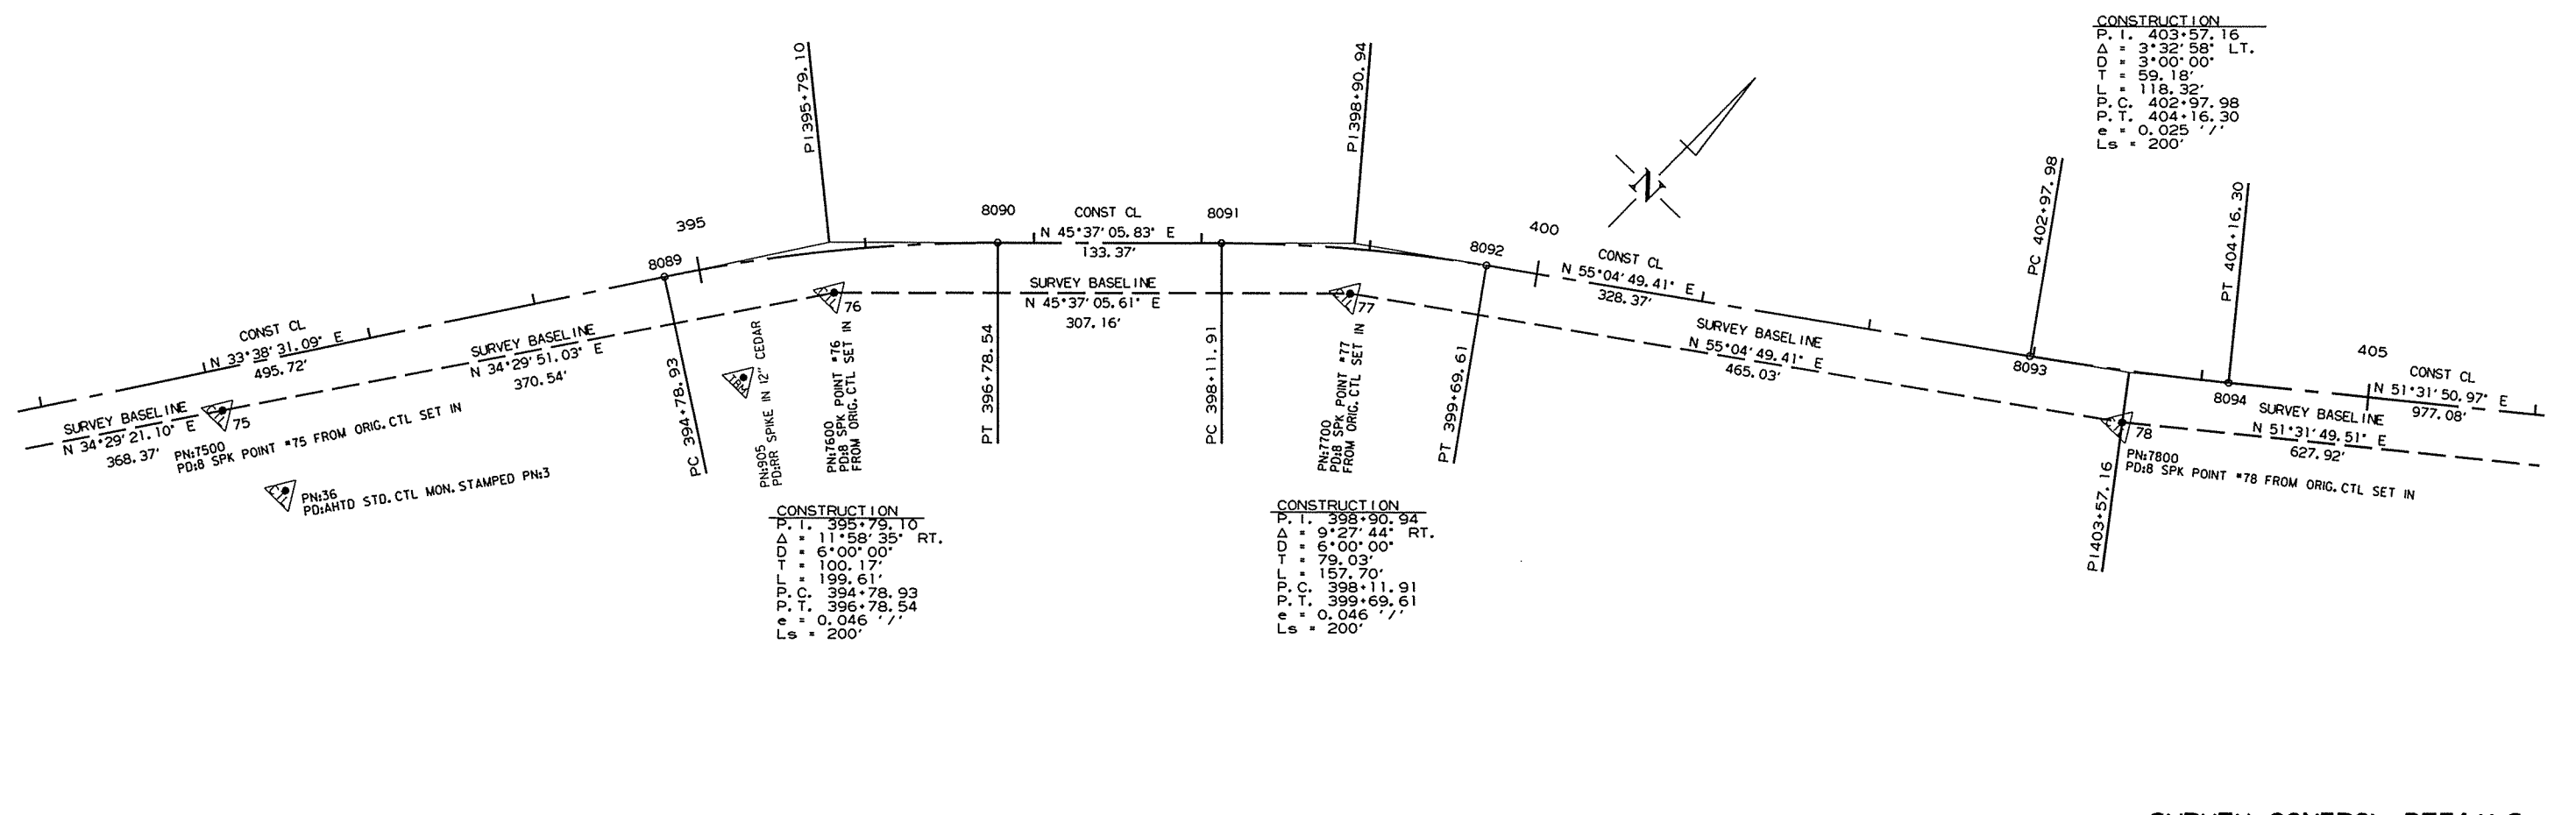 CONSTRUCTION
P.I. 403+57.16
Δ = 3°32'58" LT.
D = 3°00'00"
T = 59.18'
L = 118.32'
P.C. 402+97.98
P.T. 404+16.30
e = 0.025 '/'
Ls = 200'
PI 395+79.10
PI 398+90.94
N
PC 402+97.98
PT 404+16.30
395
8089
8090
CONST CL
N 45°37'05.83" E
133.37'
8091
8092
400
CONST CL
N 55°04'49.41" E
328.37'
8093
8094
405
CONST CL
N 51°31'50.97" E
977.08'
CONST CL
N 33°38'31.09" E
495.72'
SURVEY BASELINE
N 34°29'21.10" E
368.37'
75
PN:7500
PD:8 SPK POINT #75 FROM ORIG.CTL SET IN
PN:36
PD:AHTD STD.CTL MON.STAMPED PN:3
SURVEY BASELINE
N 34°29'51.03" E
370.54'
PC 394+78.93
TBM
PN:905
PD:RR SPIKE IN 12" CEDAR
76
PN:7600
PD:8 SPK POINT #76
FROM ORIG.CTL SET IN
PT 396+78.54
SURVEY BASELINE
N 45°37'05.61" E
307.16'
PC 398+11.91
77
PN:7700
PD:8 SPK POINT #77
FROM ORIG.CTL SET IN
PT 399+69.61
SURVEY BASELINE
N 55°04'49.41" E
465.03'
78
PN:7800
PD:8 SPK POINT #78 FROM ORIG.CTL SET IN
PI 403+57.16
SURVEY BASELINE
N 51°31'49.51" E
627.92'
CONSTRUCTION
P.I. 395+79.10
Δ = 11°58'35" RT.
D = 6°00'00"
T = 100.17'
L = 199.61'
P.C. 394+78.93
P.T. 396+78.54
e = 0.046 '/'
Ls = 200'
CONSTRUCTION
P.I. 398+90.94
Δ = 9°27'44" RT.
D = 6°00'00"
T = 79.03'
L = 157.70'
P.C. 398+11.91
P.T. 399+69.61
e = 0.046 '/'
Ls = 200'
SURVEY CONTROL DETAILS